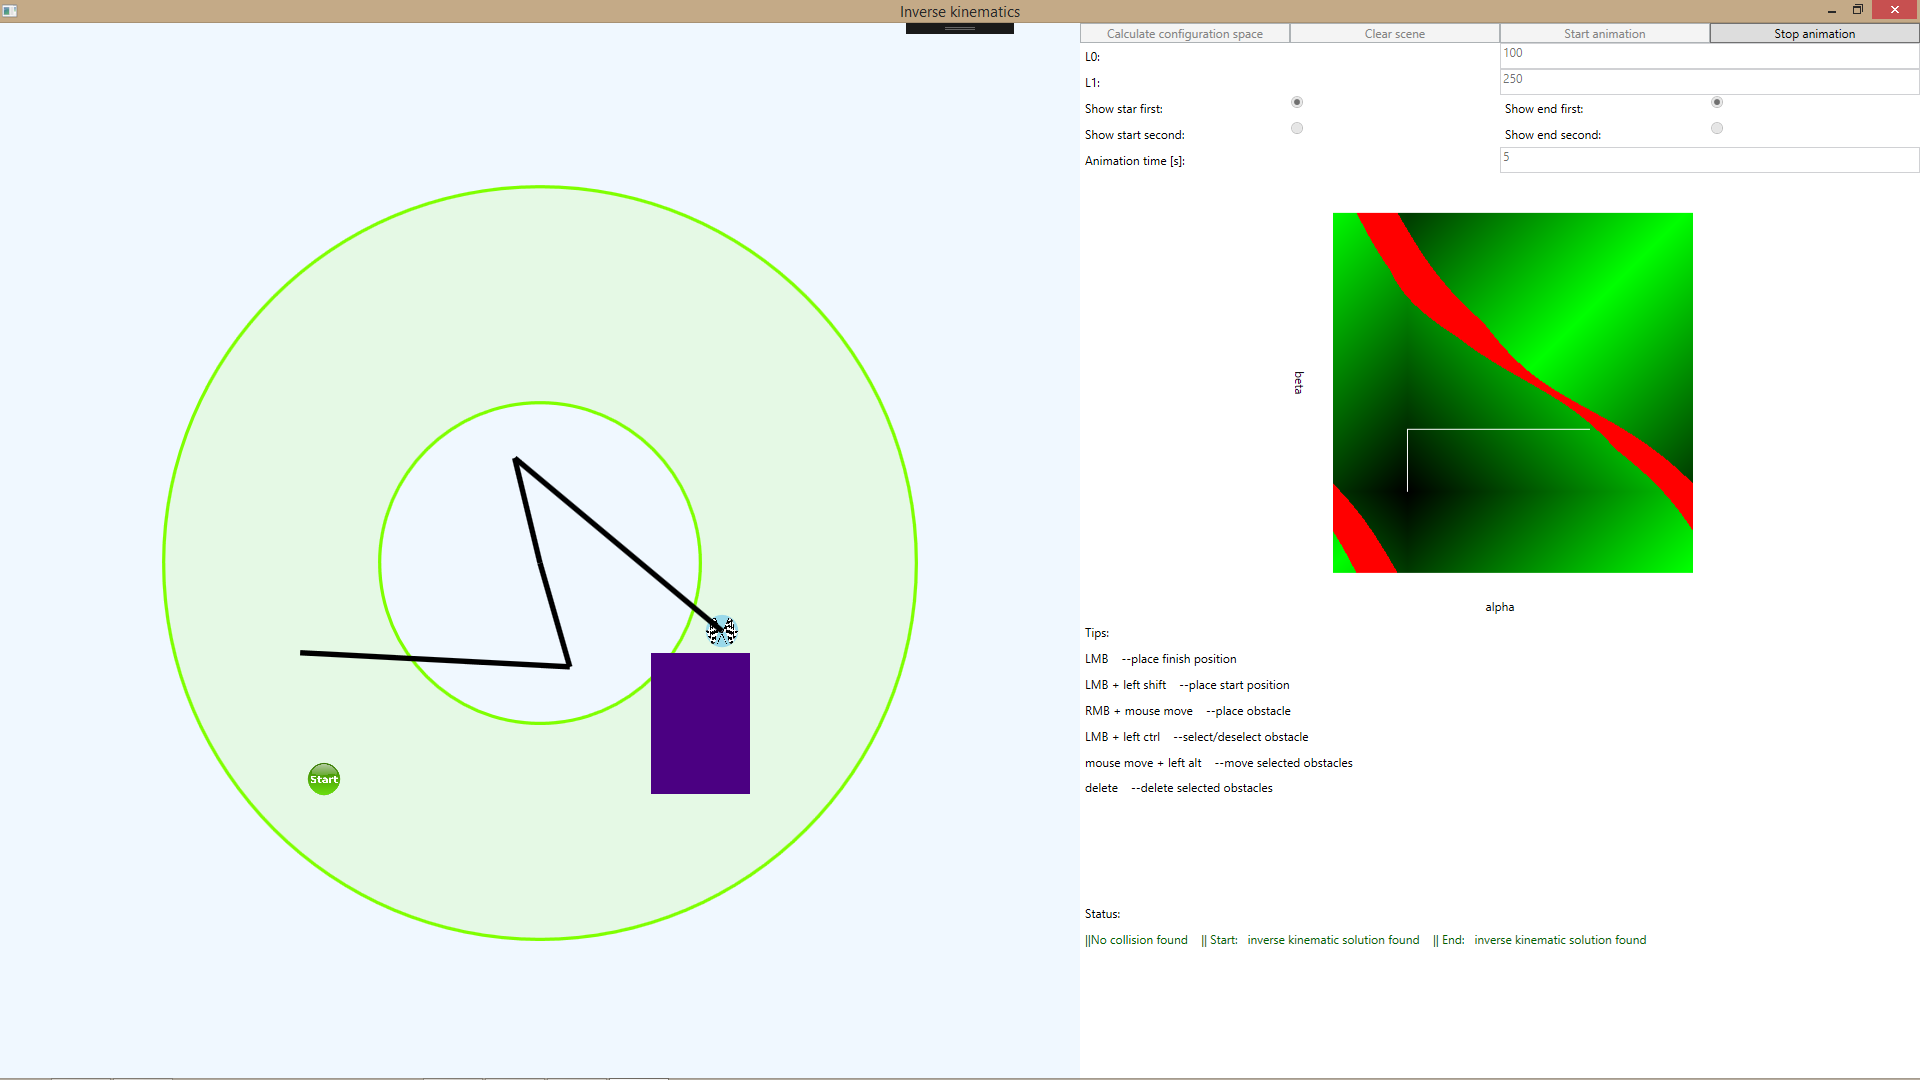 Inverse kinematics
Calculate configuration space
Clear scene
Start animation
Stop animation
L0:
100
L1:
250
Show star first:
Show end first:
Show start second:
Show end second:
Animation time [s]:
5
beta
alpha
Tips:
LMB --place finish position
LMB + left shift --place start position
RMB + mouse move --place obstacle
LMB + left ctrl --select/deselect obstacle
mouse move + left alt --move selected obstacles
delete --delete selected obstacles
Start
Status:
||No collision found || Start: inverse kinematic solution found || End: inverse kinematic solution found